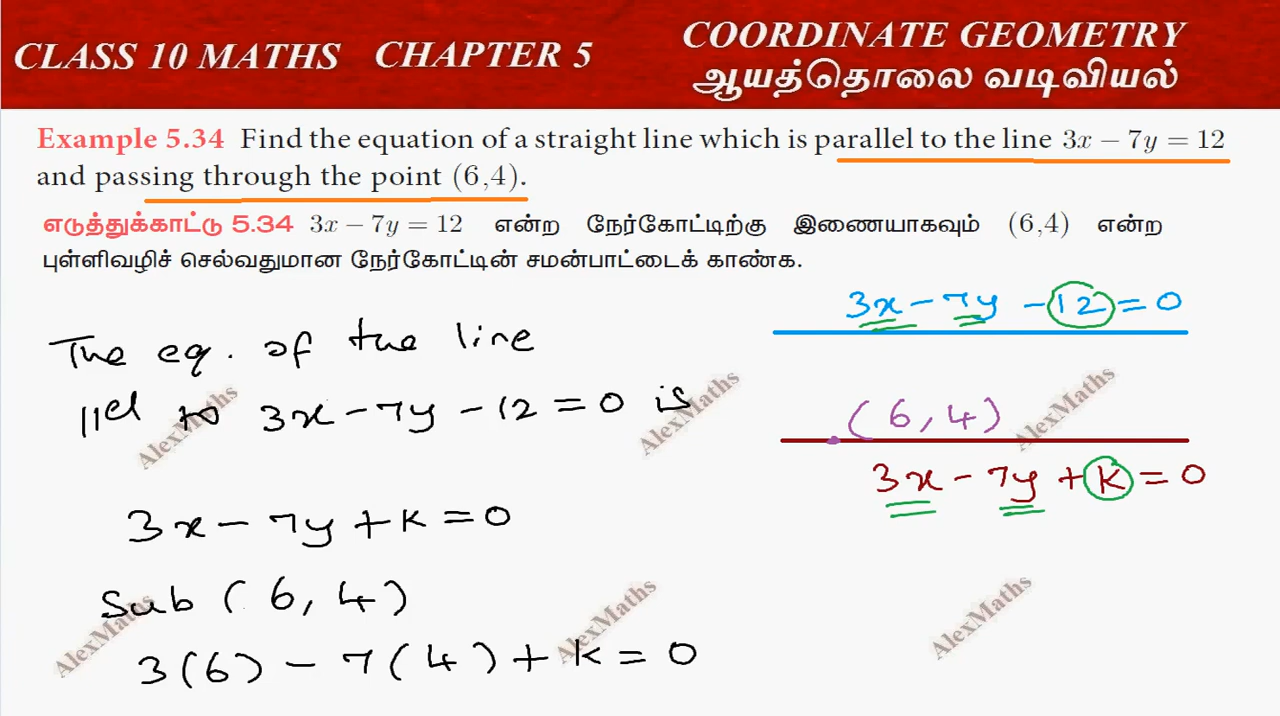 CLASS 10 MATHS CHAPTER 5
COORDINATE GEOMETRY
ஆயத்தொலை வடிவியல்
Example 5.34 Find the equation of a straight line which is parallel to the line 3x − 7y = 12
and passing through the point (6,4).
எடுத்துக்காட்டு 5.34 3x − 7y = 12 என்ற நேர்கோட்டிற்கு இணையாகவும் (6,4) என்ற
புள்ளிவழிச் செல்வதுமான நேர்கோட்டின் சமன்பாட்டைக் காண்க.
3x − 7y − 12 = 0
The eq. of the line
||el to 3x − 7y − 12 = 0 is
(6, 4)
3x − 7y + k = 0
3x − 7y + k = 0
Sub (6, 4)
3(6) − 7(4) + k = 0
AlexMaths
AlexMaths
AlexMaths
AlexMaths
AlexMaths
AlexMaths